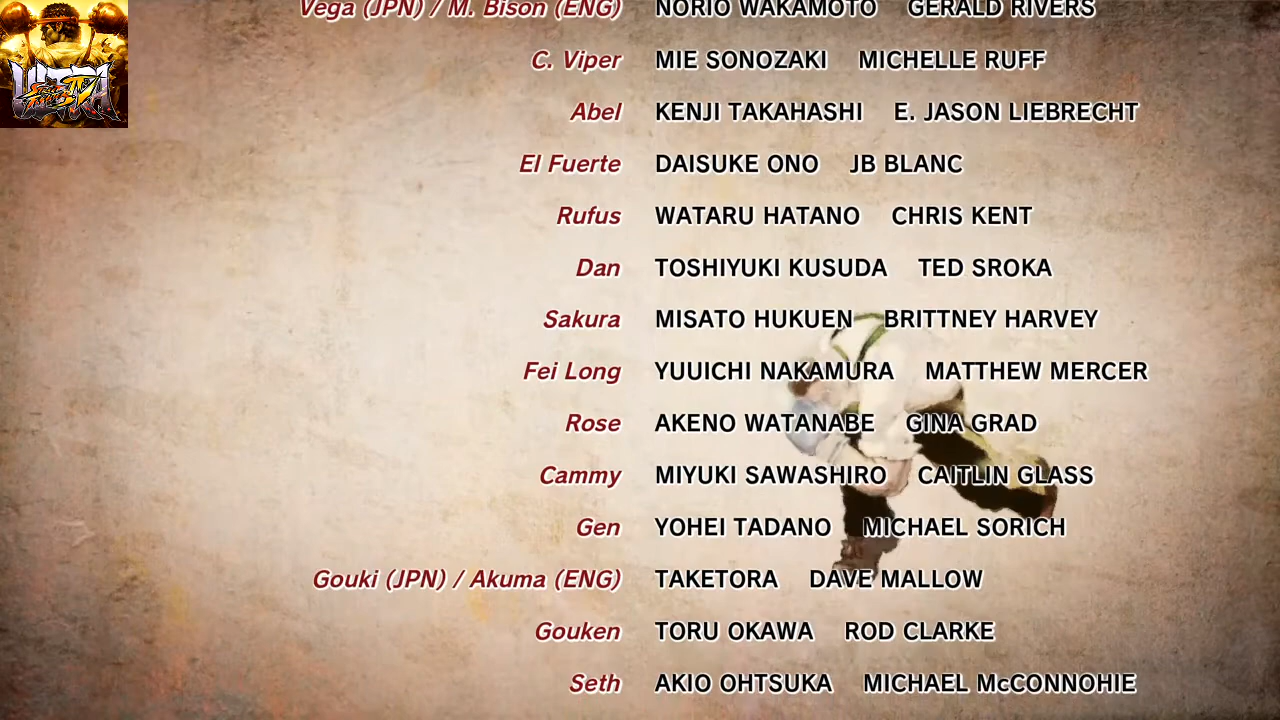 Vega (JPN) / M. Bison (ENG) NORIO WAKAMOTO GERALD RIVERS
C. Viper MIE SONOZAKI MICHELLE RUFF
Abel KENJI TAKAHASHI E. JASON LIEBRECHT
El Fuerte DAISUKE ONO JB BLANC
Rufus WATARU HATANO CHRIS KENT
Dan TOSHIYUKI KUSUDA TED SROKA
Sakura MISATO HUKUEN BRITTNEY HARVEY
Fei Long YUUICHI NAKAMURA MATTHEW MERCER
Rose AKENO WATANABE GINA GRAD
Cammy MIYUKI SAWASHIRO CAITLIN GLASS
Gen YOHEI TADANO MICHAEL SORICH
Gouki (JPN) / Akuma (ENG) TAKETORA DAVE MALLOW
Gouken TORU OKAWA ROD CLARKE
Seth AKIO OHTSUKA MICHAEL McCONNOHIE
ULTRA
STREET FIGHTER IV